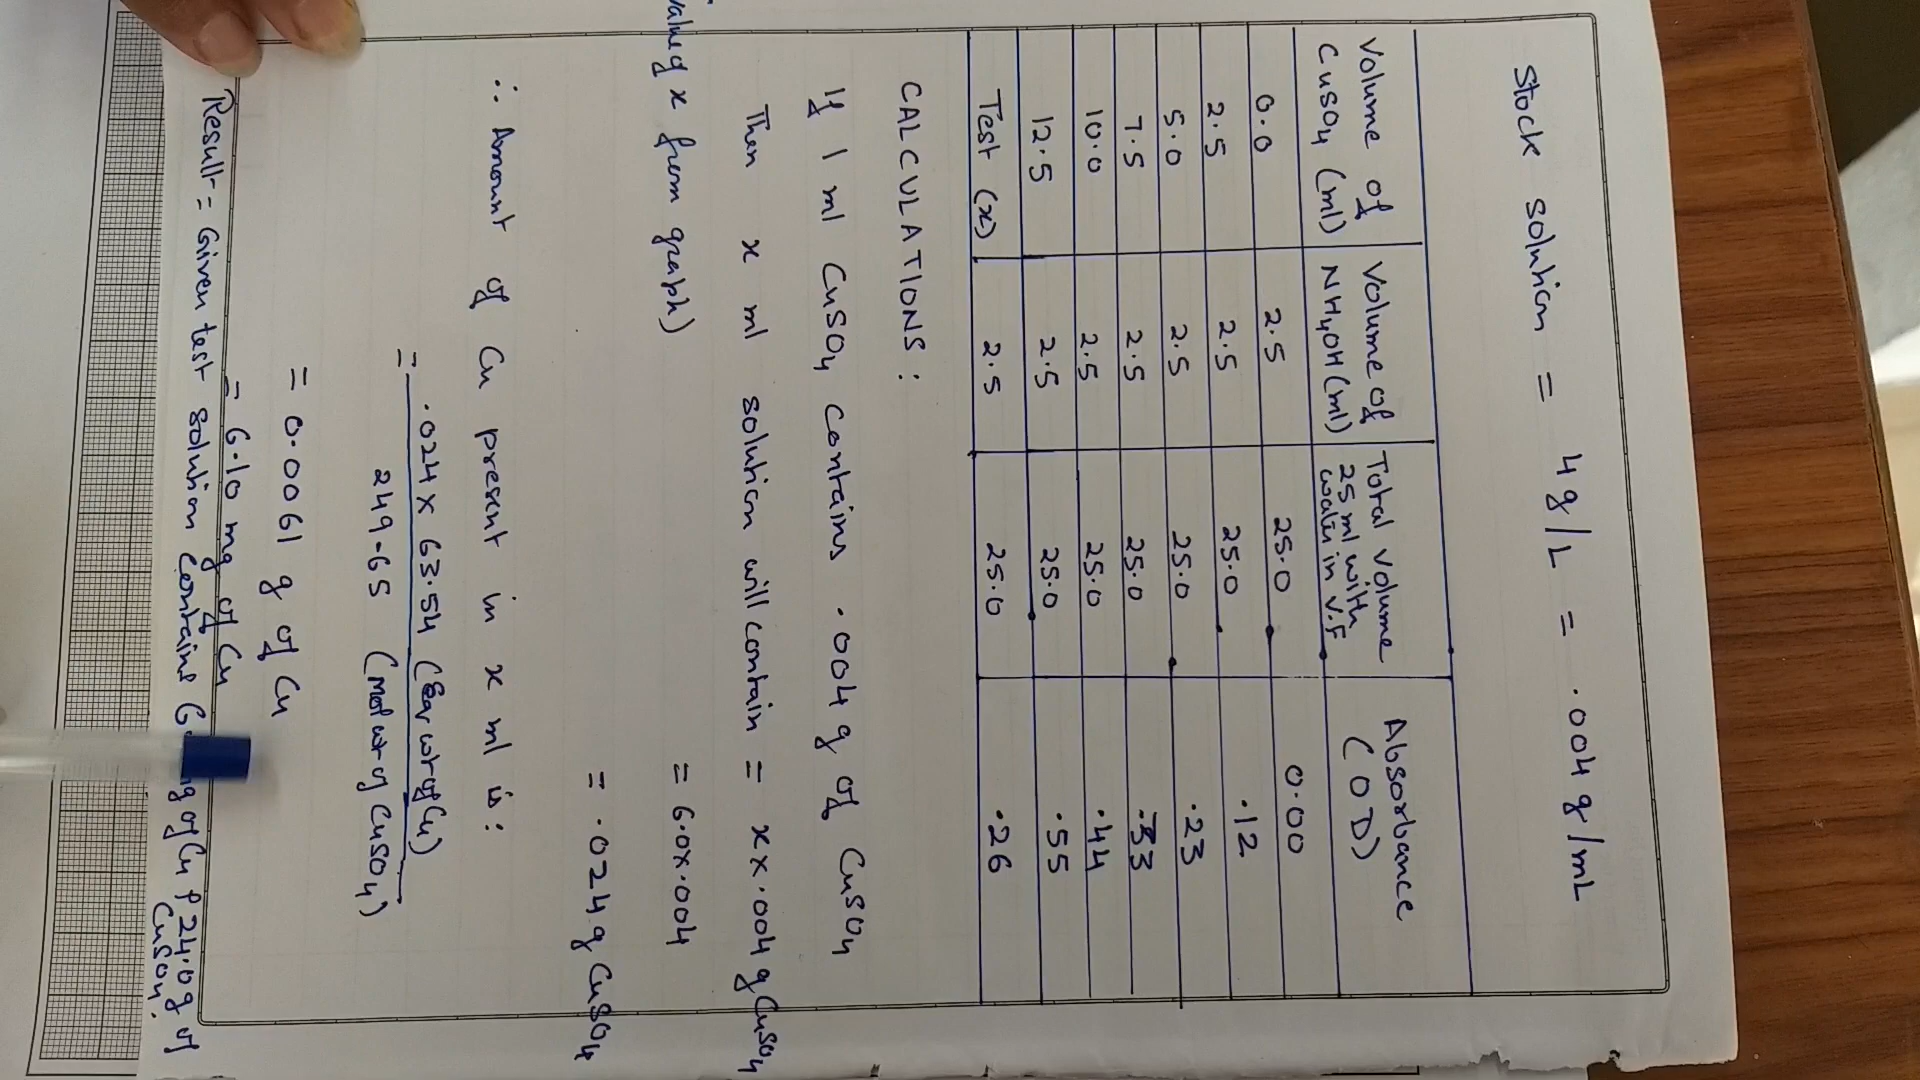 Stock solution = 4 g/L = .004 g/mL
Volume of CuSO4 (ml) Volume of NH4OH (ml) Total volume 25 ml with water in V.F Absorbance (OD)
0.0 2.5 25.0 0.00
2.5 2.5 25.0 .12
5.0 2.5 25.0 .23
7.5 2.5 25.0 .33
10.0 2.5 25.0 .44
12.5 2.5 25.0 .55
Test (x) 2.5 25.0 .26
CALCULATIONS :
If 1 ml CuSO4 contains .004 g of CuSO4
Then x ml solution will contain = x x .004 g CuSO4
value of x from graph) = 6.0x.004
= .024 g CuSO4
∴ Amount of Cu present in x ml is :
= .024 x 63.54 (wt of Cu)
249.65 (Mol wt of CuSO4)
= 0.0061 g of Cu
= 6.10 mg of Cu
Result = Given test solution contains mg of Cu & 24.0 g of
CuSO4.